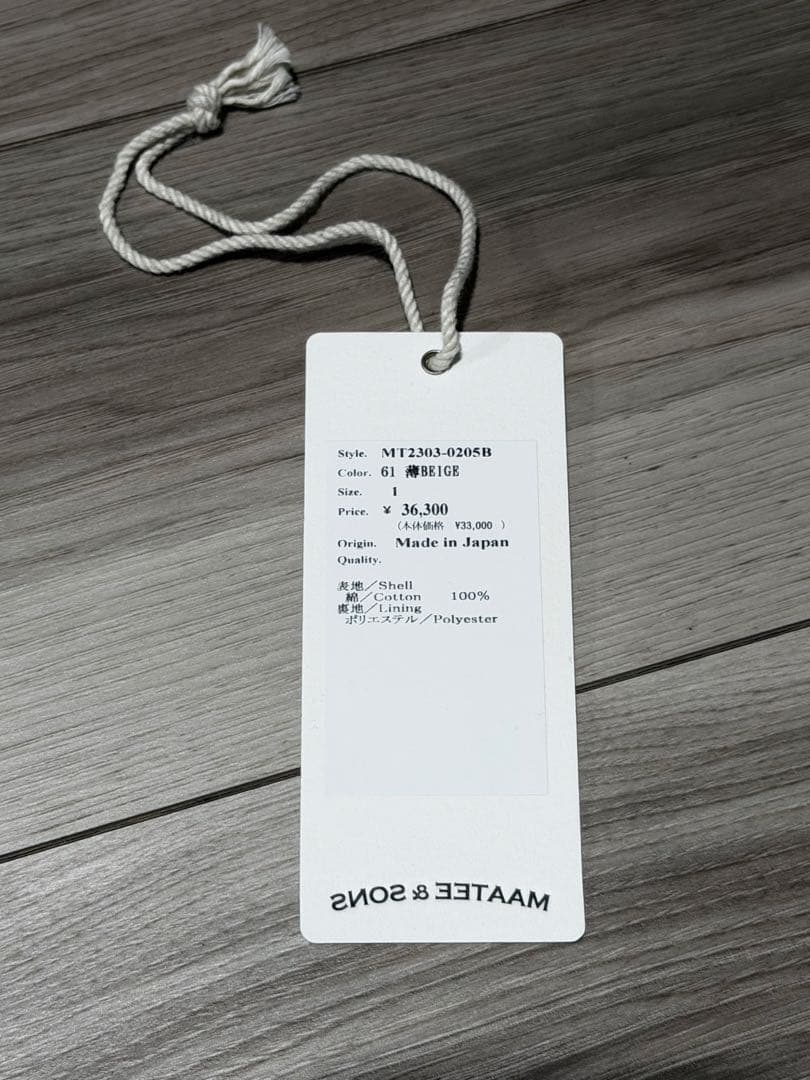 Style. MT2303-0205B
Color. 61 薄BEIGE
Size. 1
Price. ¥ 36,300
(本体価格 ¥33,000 )
Origin. Made in Japan
Quality.
表地/Shell
綿/Cotton 100%
裏地/Lining
ポリエステル/Polyester
MAATEE & SONS